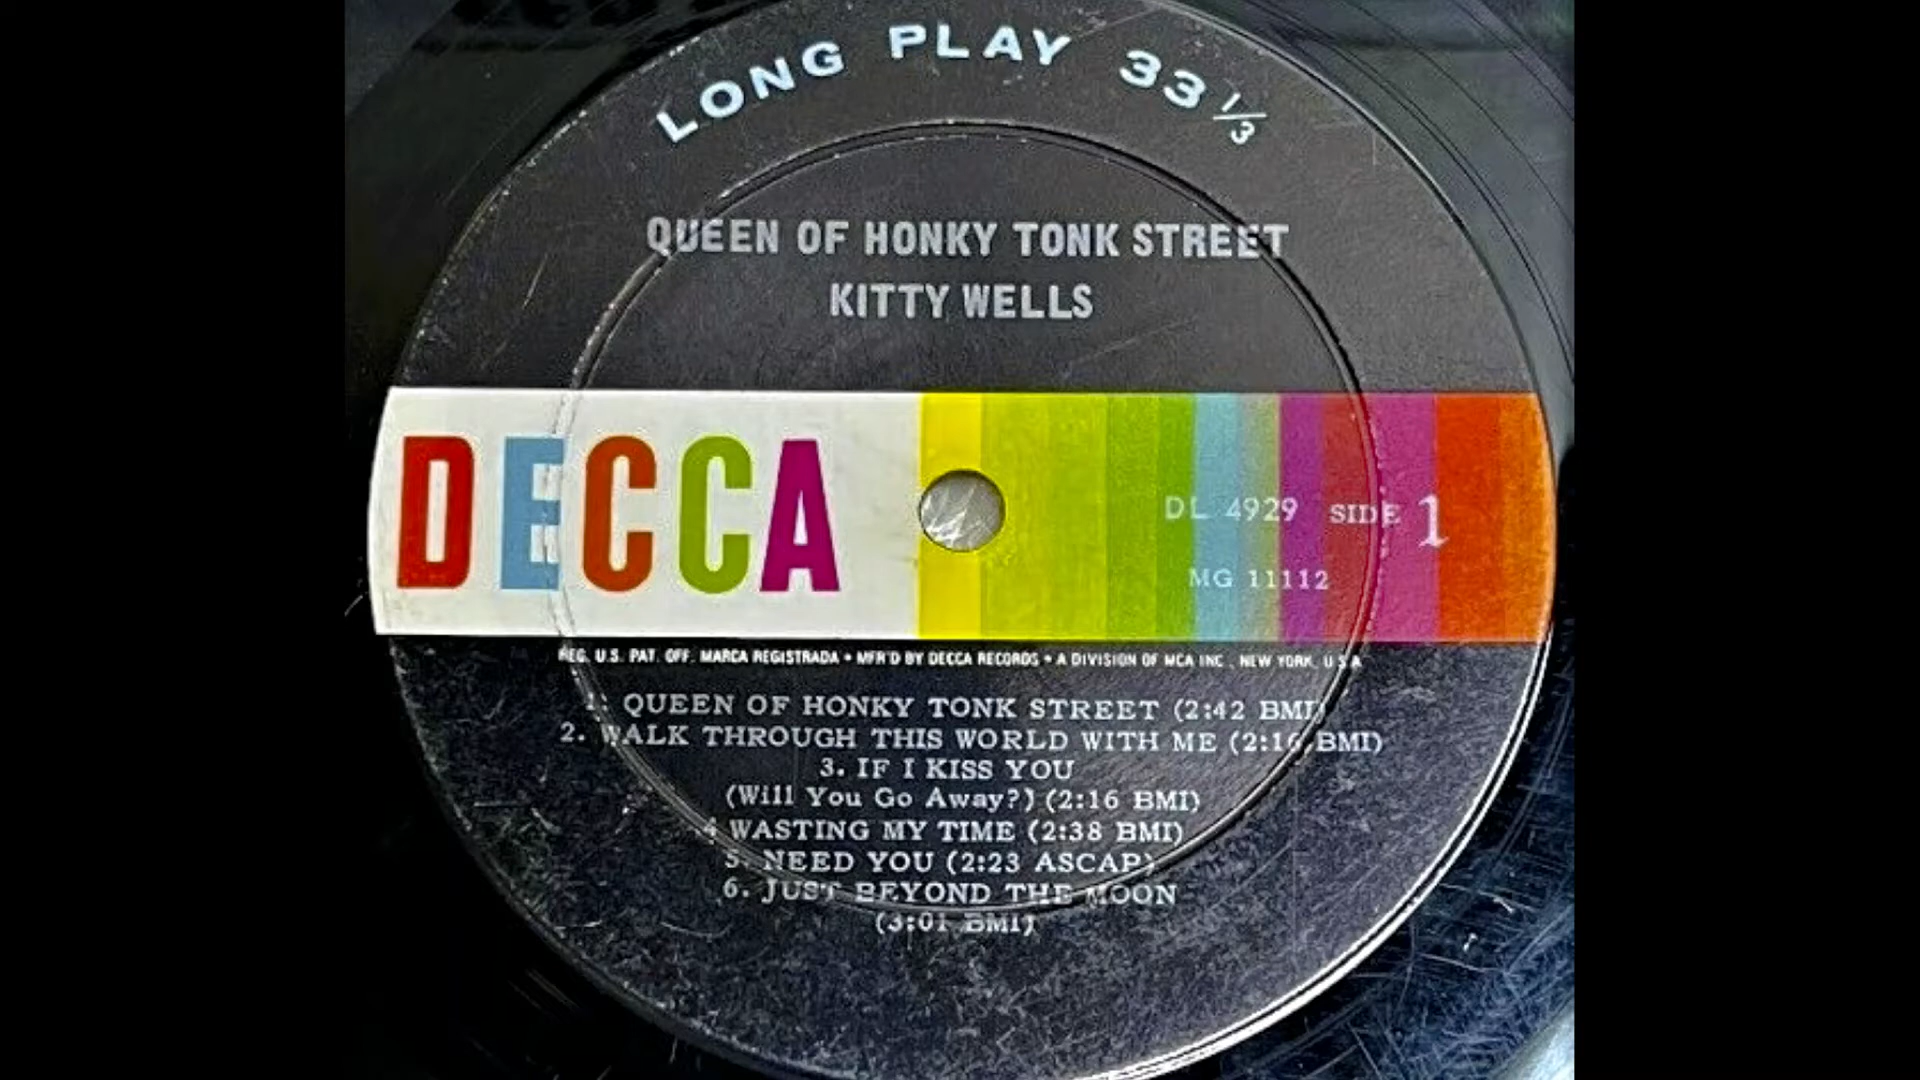 LONG PLAY 33 1/3
QUEEN OF HONKY TONK STREET
KITTY WELLS
DECCA
DL 4929 SIDE 1
MG 11112
REG. U.S. PAT. OFF. MARCA REGISTRADA • MFR'D BY DECCA RECORDS • A DIVISION OF MCA INC., NEW YORK, U.S.A.
1. QUEEN OF HONKY TONK STREET (2:42 BMI)
2. WALK THROUGH THIS WORLD WITH ME (2:16 BMI)
3. IF I KISS YOU
(Will You Go Away?) (2:16 BMI)
4. WASTING MY TIME (2:38 BMI)
5. NEED YOU (2:23 ASCAP)
6. JUST BEYOND THE MOON
(3:01 BMI)